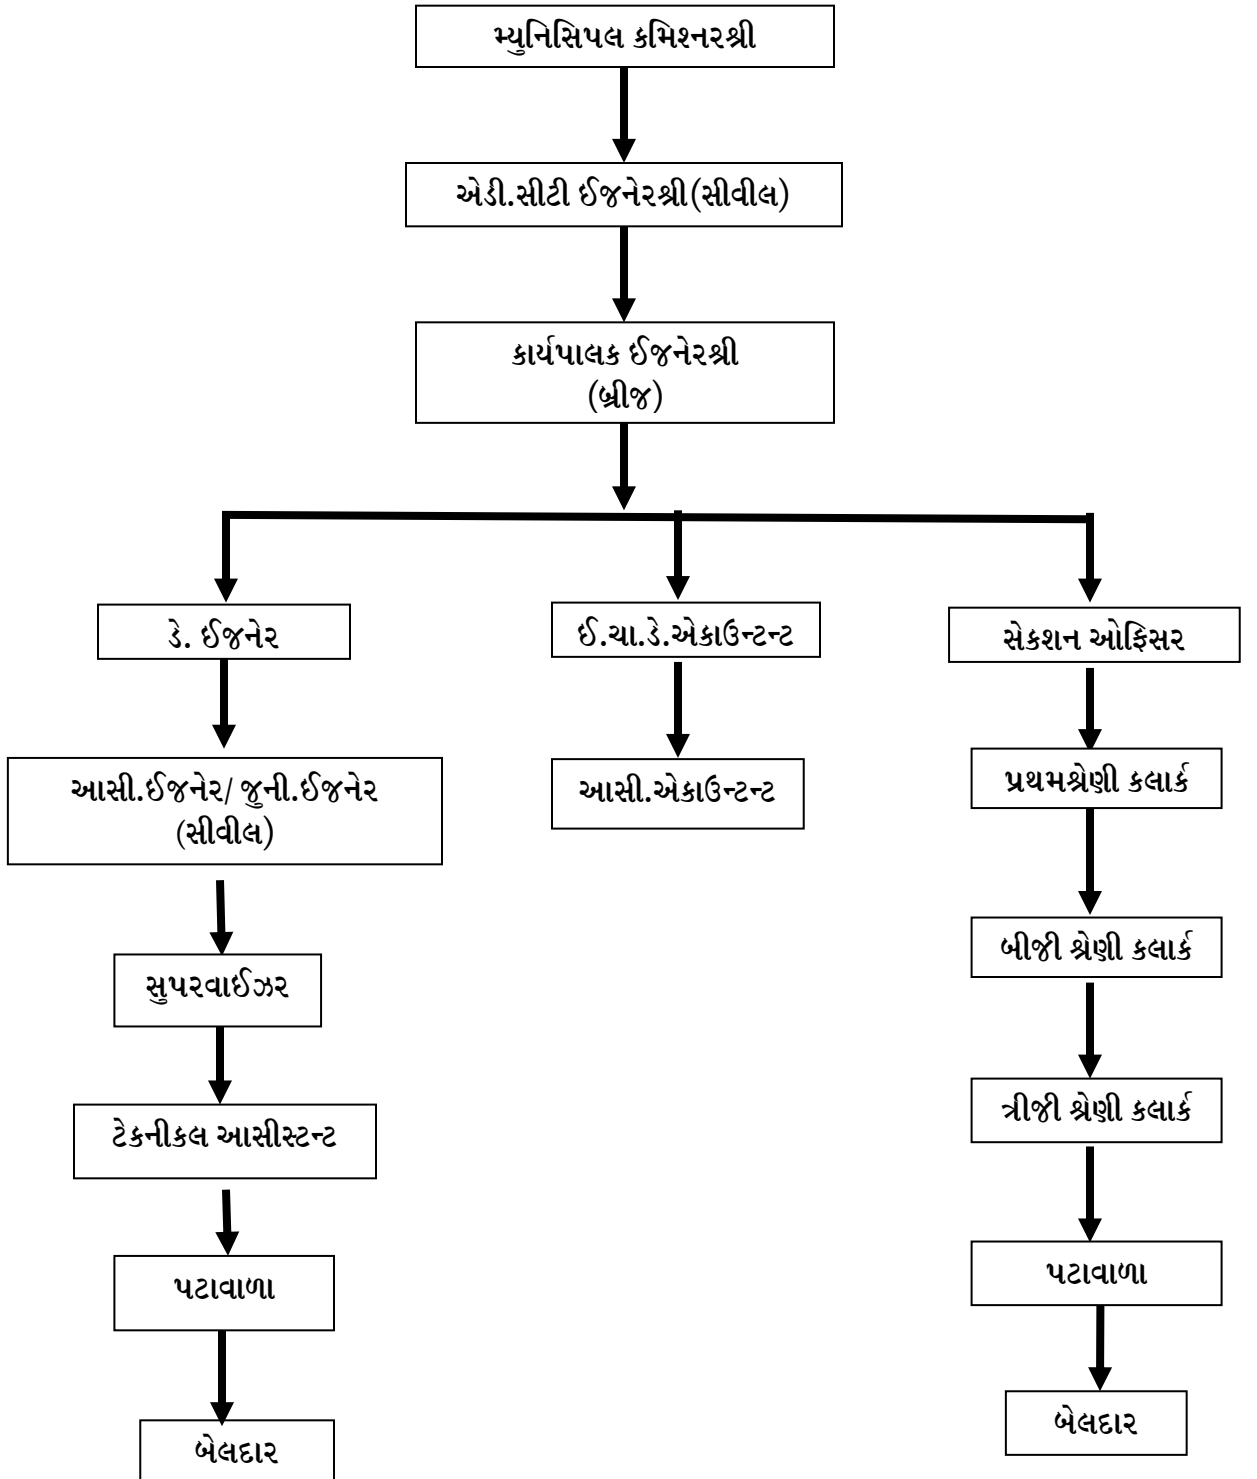 મ્યુનિસિપલ કમિશ્નરશ્રી
એડી.સીટી ઈજનેરશ્રી(સીવીલ)
કાર્યપાલક ઈજનેરશ્રી
(બ્રીજ)
ડે. ઈજનેર
ઈ.ચા.ડે.એકાઉન્ટન્ટ
સેકશન ઓફિસર
આસી.ઈજનેર/ જુની.ઈજનેર
(સીવીલ)
આસી.એકાઉન્ટન્ટ
પ્રથમશ્રેણી કલાર્ક
બીજી શ્રેણી કલાર્ક
સુપરવાઈઝર
ત્રીજી શ્રેણી કલાર્ક
ટેકનીકલ આસીસ્ટન્ટ
પટાવાળા
પટાવાળા
બેલદાર
બેલદાર